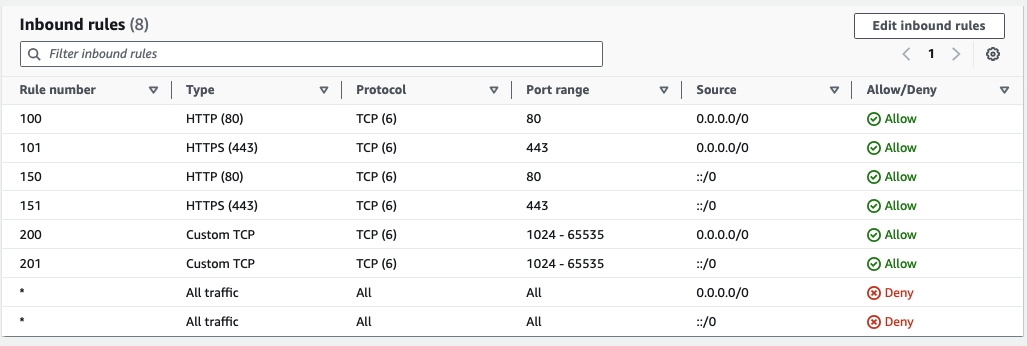 Inbound rules (8)
Edit inbound rules
Filter inbound rules
1
Rule number Type Protocol Port range Source Allow/Deny
100 HTTP (80) TCP (6) 80 0.0.0.0/0 Allow
101 HTTPS (443) TCP (6) 443 0.0.0.0/0 Allow
150 HTTP (80) TCP (6) 80 ::/0 Allow
151 HTTPS (443) TCP (6) 443 ::/0 Allow
200 Custom TCP TCP (6) 1024 - 65535 0.0.0.0/0 Allow
201 Custom TCP TCP (6) 1024 - 65535 ::/0 Allow
* All traffic All All 0.0.0.0/0 Deny
* All traffic All All ::/0 Deny